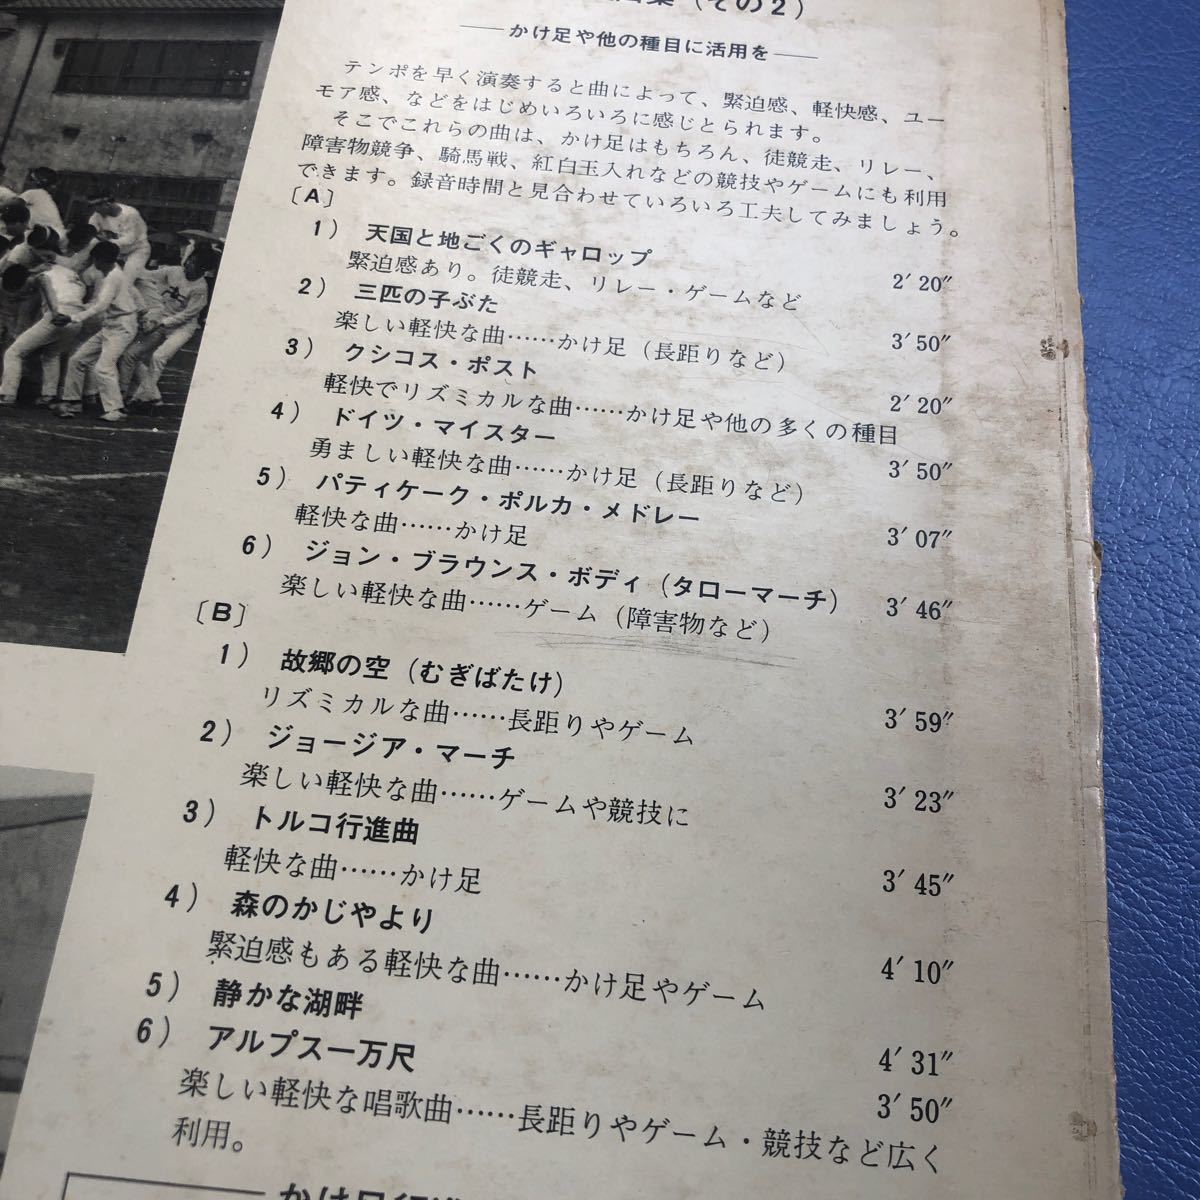 (その2)
かけ足や他の種目に活用を
テンポを早く演奏すると曲によって、緊迫感、軽快感、ユー
モア感、などをはじめいろいろに感じとられます。
そこでこれらの曲は、かけ足はもちろん、徒競走、リレー、
障害物競争、騎馬戦、紅白玉入れなどの競技やゲームにも利用
できます。録音時間と見合わせていろいろ工夫してみましょう。
〔A〕
1) 天国と地ごくのギャロップ 2′20″
緊迫感あり。徒競走、リレー・ゲームなど
2) 三匹の子ぶた 3′50″
楽しい軽快な曲……かけ足(長距りなど)
3) クシコス・ポスト 2′20″
軽快でリズミカルな曲……かけ足や他の多くの種目
4) ドイツ・マイスター 3′50″
勇ましい軽快な曲……かけ足(長距りなど)
5) パティケーク・ポルカ・メドレー 3′07″
軽快な曲……かけ足
6) ジョン・ブラウンス・ボディ(タローマーチ) 3′46″
楽しい軽快な曲……ゲーム(障害物など)
〔B〕
1) 故郷の空(むぎばたけ) 3′59″
リズミカルな曲……長距りやゲーム
2) ジョージア・マーチ 3′23″
楽しい軽快な曲……ゲームや競技に
3) トルコ行進曲 3′45″
軽快な曲……かけ足
4) 森のかじやより 4′10″
緊迫感もある軽快な曲……かけ足やゲーム
5) 静かな湖畔 4′31″
6) アルプス一万尺 3′50″
楽しい軽快な唱歌曲……長距りやゲーム・競技など広く
利用。